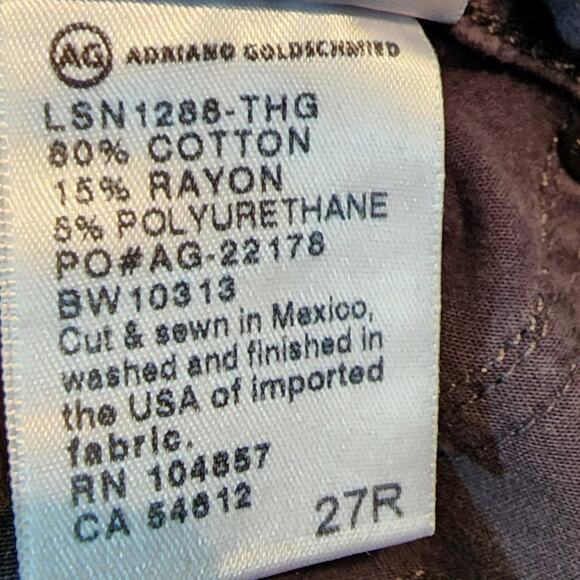 AG ADRIANO GOLDSCHMIED
LSN1288-THG
80% COTTON
15% RAYON
5% POLYURETHANE
PO#AG-22178
BW10313
Cut & sewn in Mexico,
washed and finished in
the USA of imported
fabric.
RN 104857
CA 54612
27R